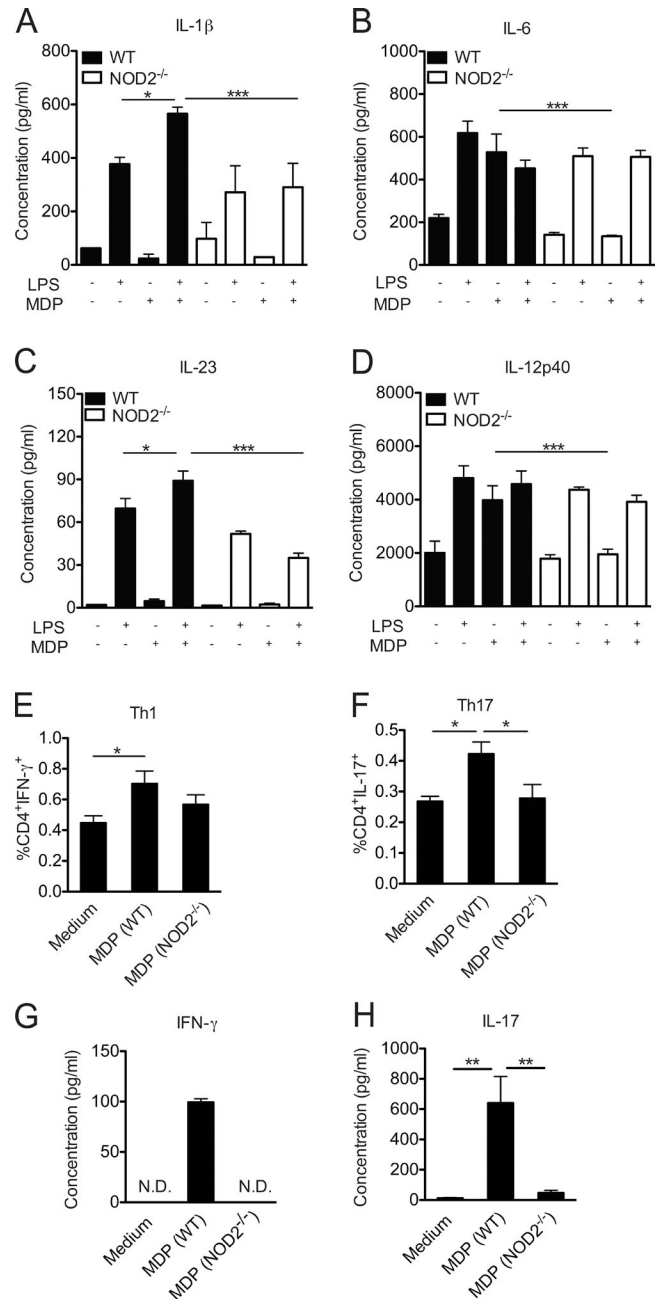 A
IL-1β
Concentration (pg/ml)
800
600
400
200
0
WT
NOD2-/-
*
***
LPS - + - + - + - +
MDP - - + + - - + +
B
IL-6
Concentration (pg/ml)
1000
800
600
400
200
0
WT
NOD2-/-
***
LPS - + - + - + - +
MDP - - + + - - + +
C
IL-23
Concentration (pg/ml)
150
120
90
60
30
0
WT
NOD2-/-
*
***
LPS - + - + - + - +
MDP - - + + - - + +
D
IL-12p40
Concentration (pg/ml)
8000
6000
4000
2000
0
WT
NOD2-/-
***
LPS - + - + - + - +
MDP - - + + - - + +
E
Th1
%CD4+IFN-γ+
1.0
0.8
0.6
0.4
0.2
0.0
*
Medium
MDP (WT)
MDP (NOD2-/-)
F
Th17
%CD4+IL-17+
0.5
0.4
0.3
0.2
0.1
0.0
*
*
Medium
MDP (WT)
MDP (NOD2-/-)
G
IFN-γ
Concentration (pg/ml)
150
100
50
0
N.D.
N.D.
Medium
MDP (WT)
MDP (NOD2-/-)
H
IL-17
Concentration (pg/ml)
1000
800
600
400
200
0
**
**
Medium
MDP (WT)
MDP (NOD2-/-)